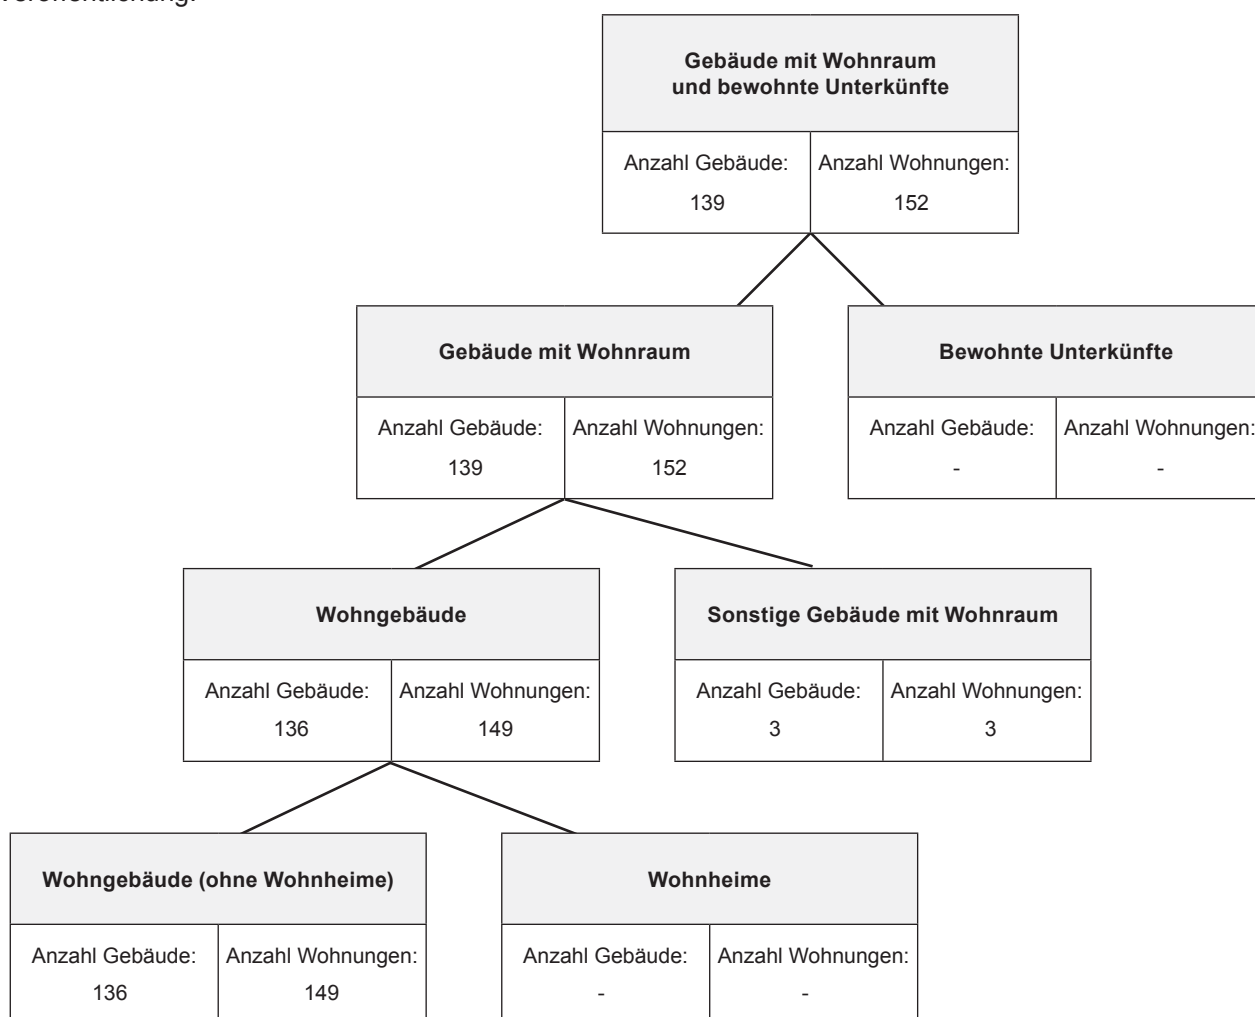 Veröffentlichung.
Gebäude mit Wohnraum
und bewohnte Unterkünfte
Anzahl Gebäude: Anzahl Wohnungen:
139 152
Gebäude mit Wohnraum Bewohnte Unterkünfte
Anzahl Gebäude: Anzahl Wohnungen: Anzahl Gebäude: Anzahl Wohnungen:
139 152 - -
Wohngebäude Sonstige Gebäude mit Wohnraum
Anzahl Gebäude: Anzahl Wohnungen: Anzahl Gebäude: Anzahl Wohnungen:
136 149 3 3
Wohngebäude (ohne Wohnheime) Wohnheime
Anzahl Gebäude: Anzahl Wohnungen: Anzahl Gebäude: Anzahl Wohnungen:
136 149 - -